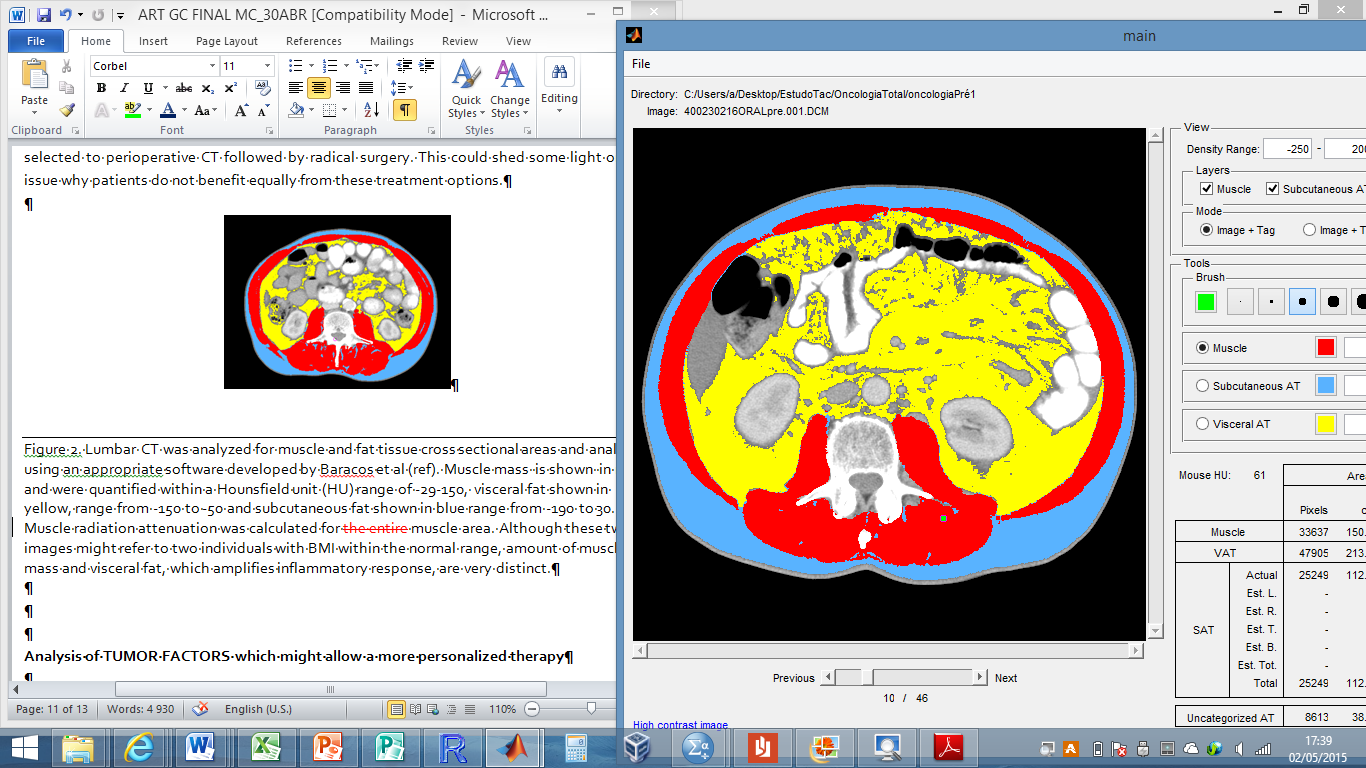 ART GC FINAL MC_30ABR [Compatibility Mode] - Microsoft ...
File Home Insert Page Layout References Mailings Review View
Corbel 11
Paste
B I U abc x₂ x²
A A Aa A A
Quick Styles
Change Styles
Editing
Clipboard Font Paragraph Styles
selected to perioperative CT followed by radical surgery. This could shed some light o
issue why patients do not benefit equally from these treatment options.¶
¶
¶
Figure 2. Lumbar CT was analyzed for muscle and fat tissue cross sectional areas and anal
using an appropriate software developed by Baracos et al (ref). Muscle mass is shown in
and were quantified within a Hounsfield unit (HU) range of -29-150, visceral fat shown in
yellow, range from -150 to -50 and subcutaneous fat shown in blue range from -190 to 30.
Muscle radiation attenuation was calculated for the entire muscle area. Although these tw
images might refer to two individuals with BMI within the normal range, amount of muscl
mass and visceral fat, which amplifies inflammatory response, are very distinct.¶
¶
¶
¶
Analysis of TUMOR FACTORS which might allow a more personalized therapy¶
Page: 11 of 13 Words: 4 930 English (U.S.) 110%
main
File
Directory: C:/Users/a/Desktop/EstudoTac/OncologiaTotal/oncologiaPré1
Image: 400230216ORALpre.001.DCM
View
Density Range: -250 - 200
Layers
Muscle Subcutaneous AT
Mode
Image + Tag Image + T
Tools
Brush
Muscle
Subcutaneous AT
Visceral AT
Mouse HU: 61
Area
Pixels c
Muscle 33637 150.
VAT 47905 213.
SAT
Actual 25249 112.
Est. L. -
Est. R. -
Est. T. -
Est. B. -
Est. Tot. -
Total 25249 112.
Uncategorized AT 8613 38.
Previous Next
10 / 46
High contrast image
17:39
02/05/2015